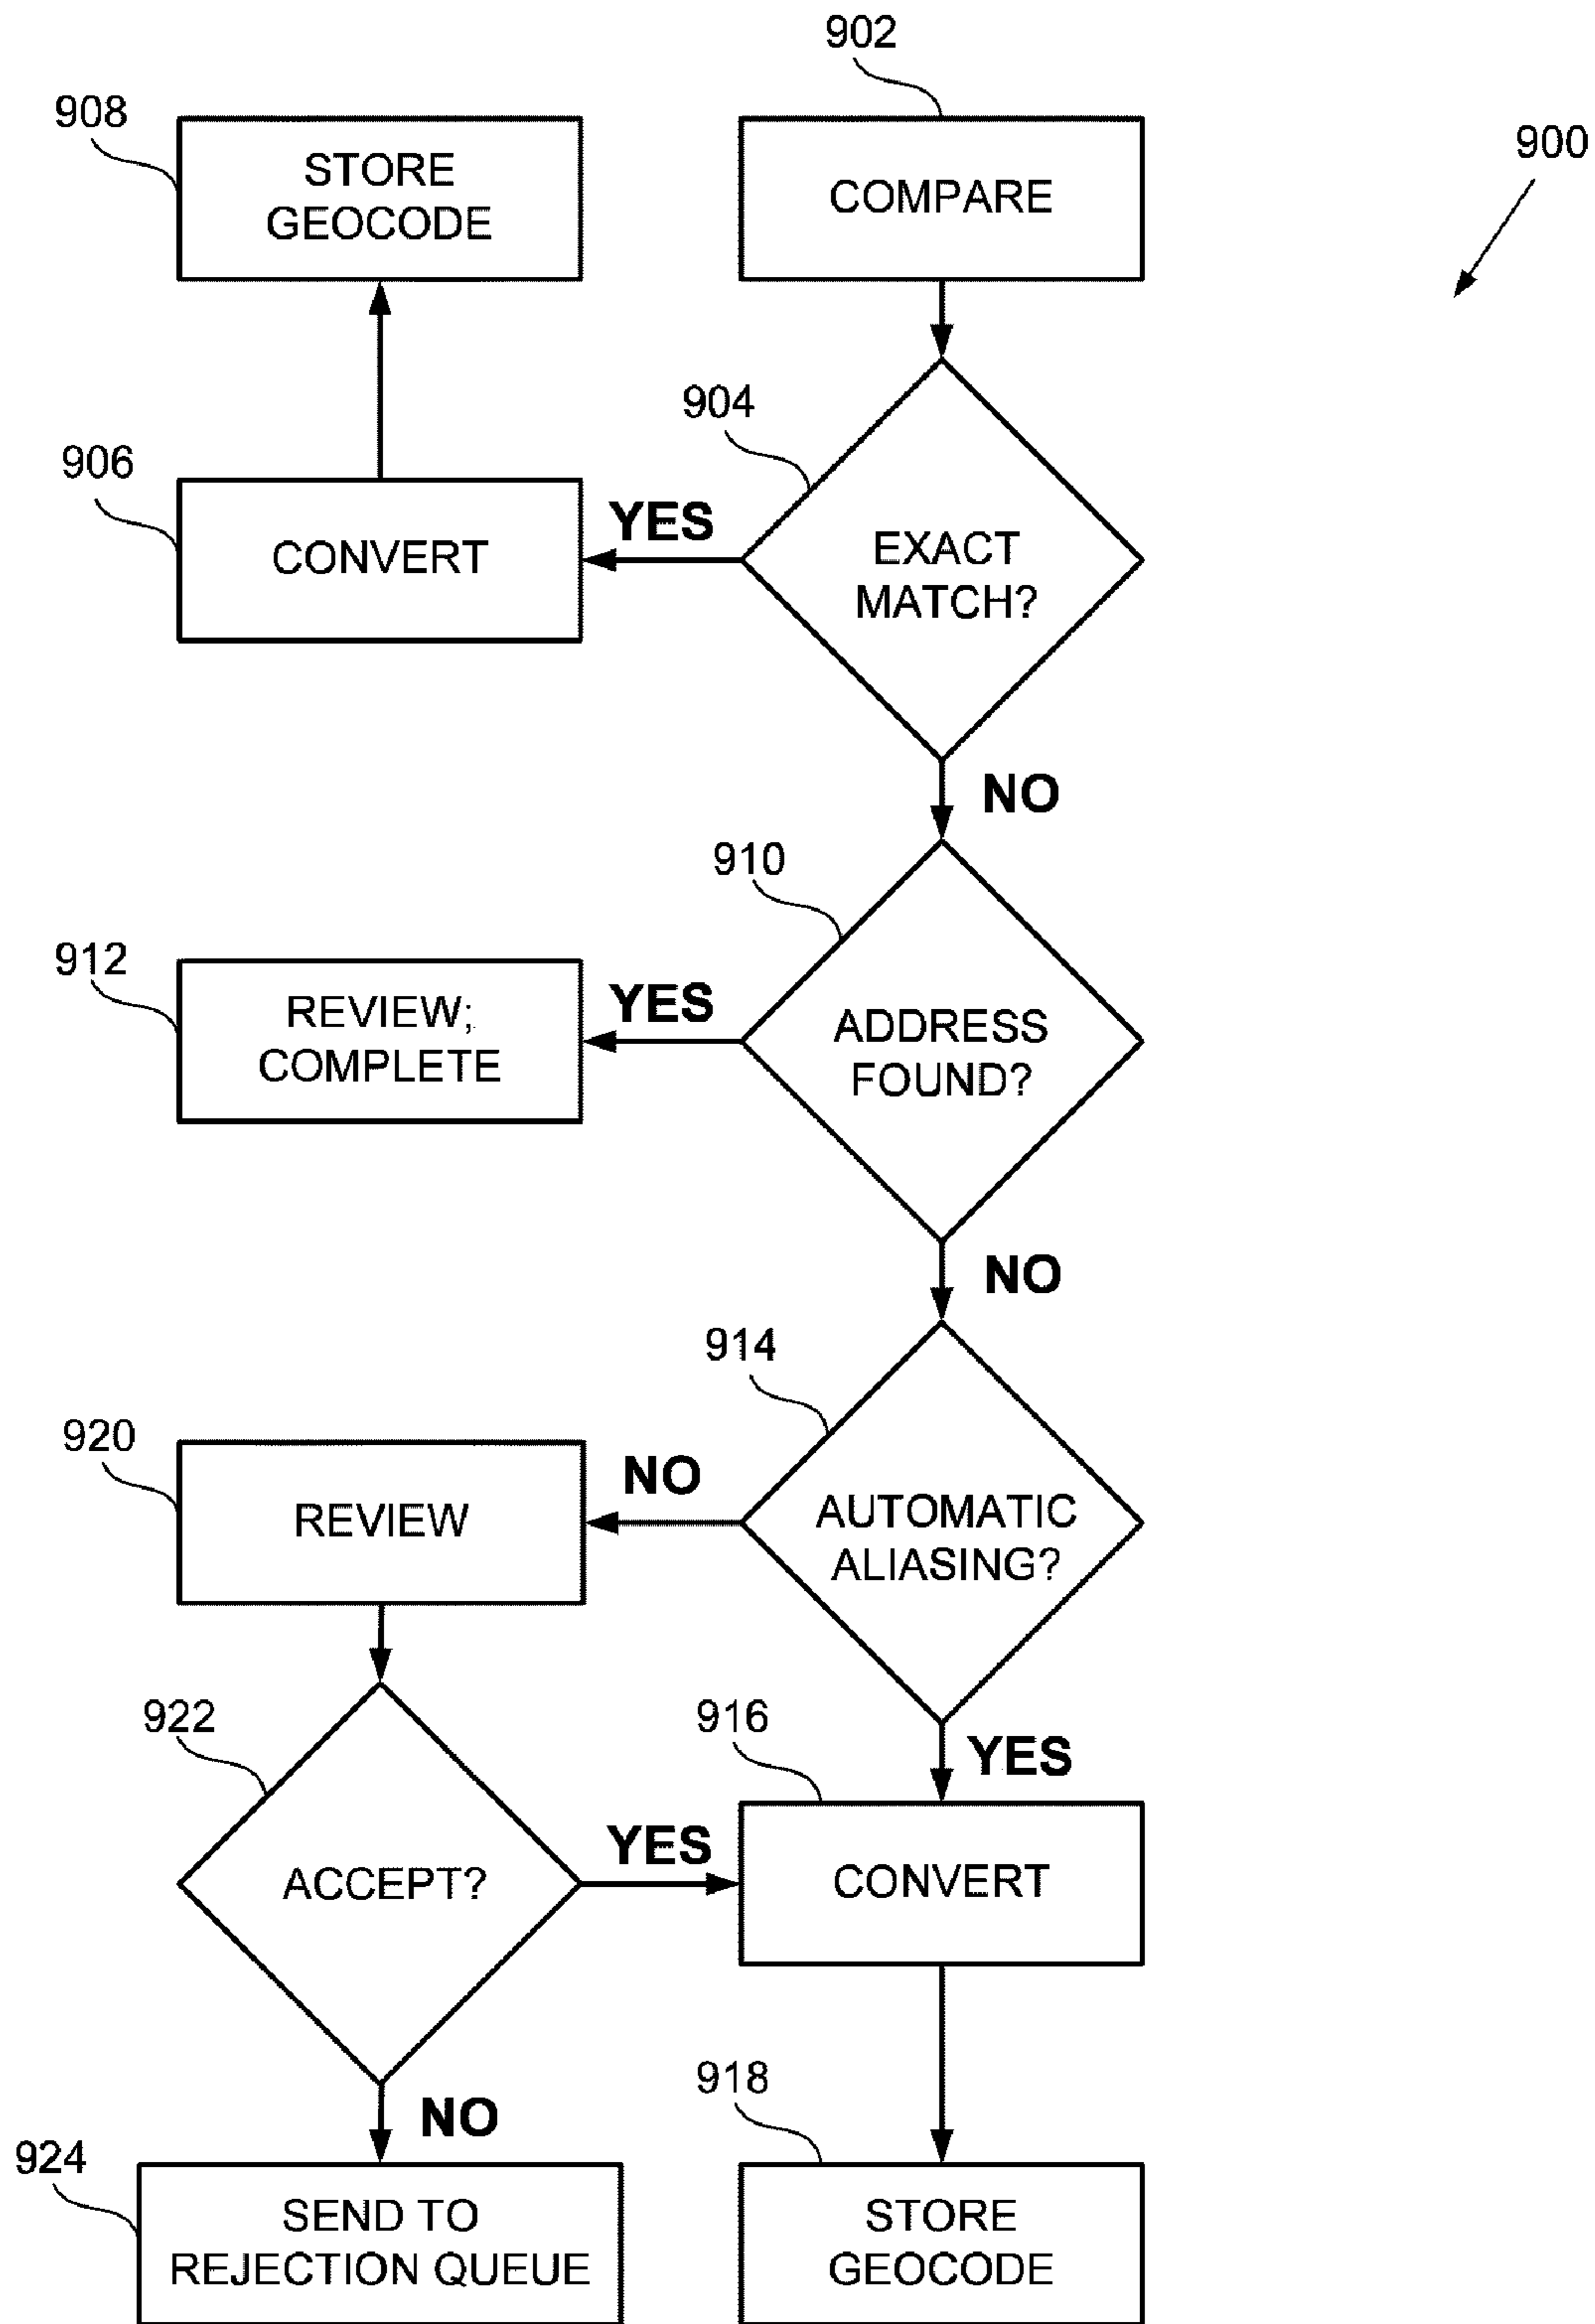 902
908
STORE
GEOCODE
COMPARE
900
904
906
CONVERT
YES
EXACT
MATCH?
NO
910
912
REVIEW;
COMPLETE
YES
ADDRESS
FOUND?
NO
914
920
REVIEW
NO
AUTOMATIC
ALIASING?
922
916
YES
ACCEPT?
YES
CONVERT
918
NO
924
SEND TO
REJECTION QUEUE
STORE
GEOCODE